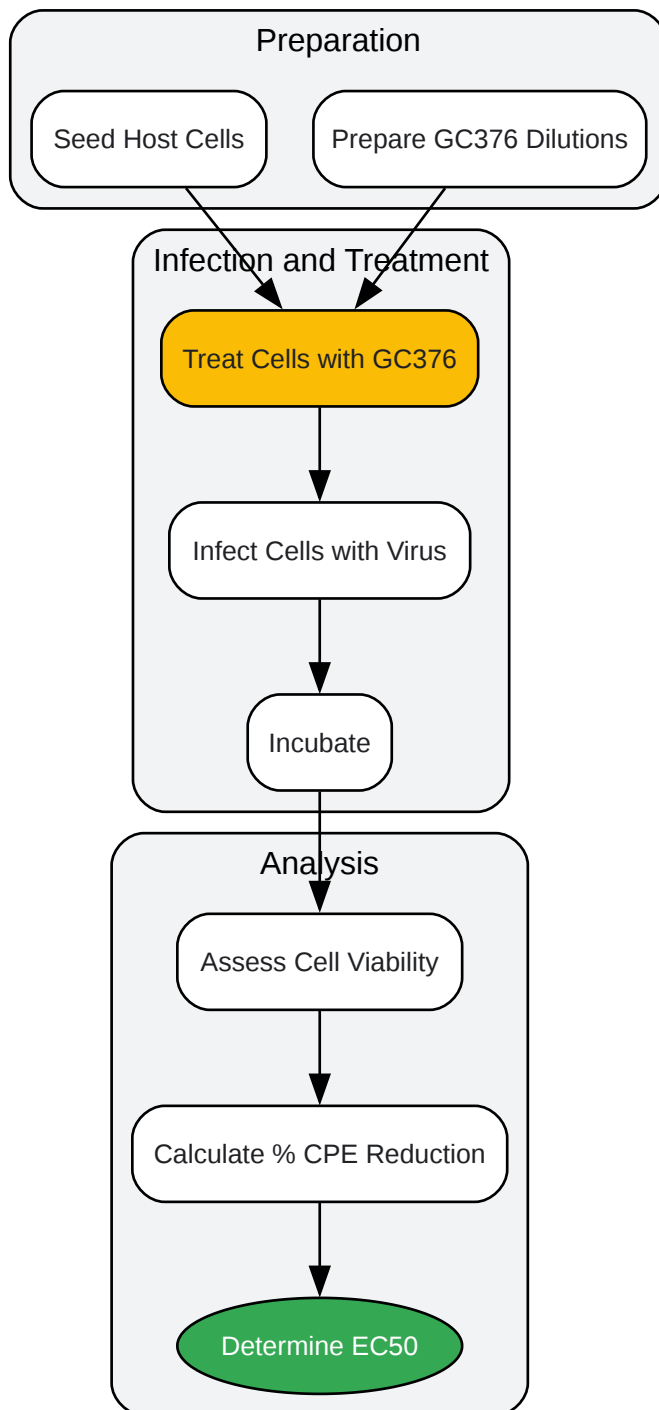 Preparation
Seed Host Cells
Prepare GC376 Dilutions
Infection and Treatment
Treat Cells with GC376
Infect Cells with Virus
Incubate
Analysis
Assess Cell Viability
Calculate % CPE Reduction
Determine EC50